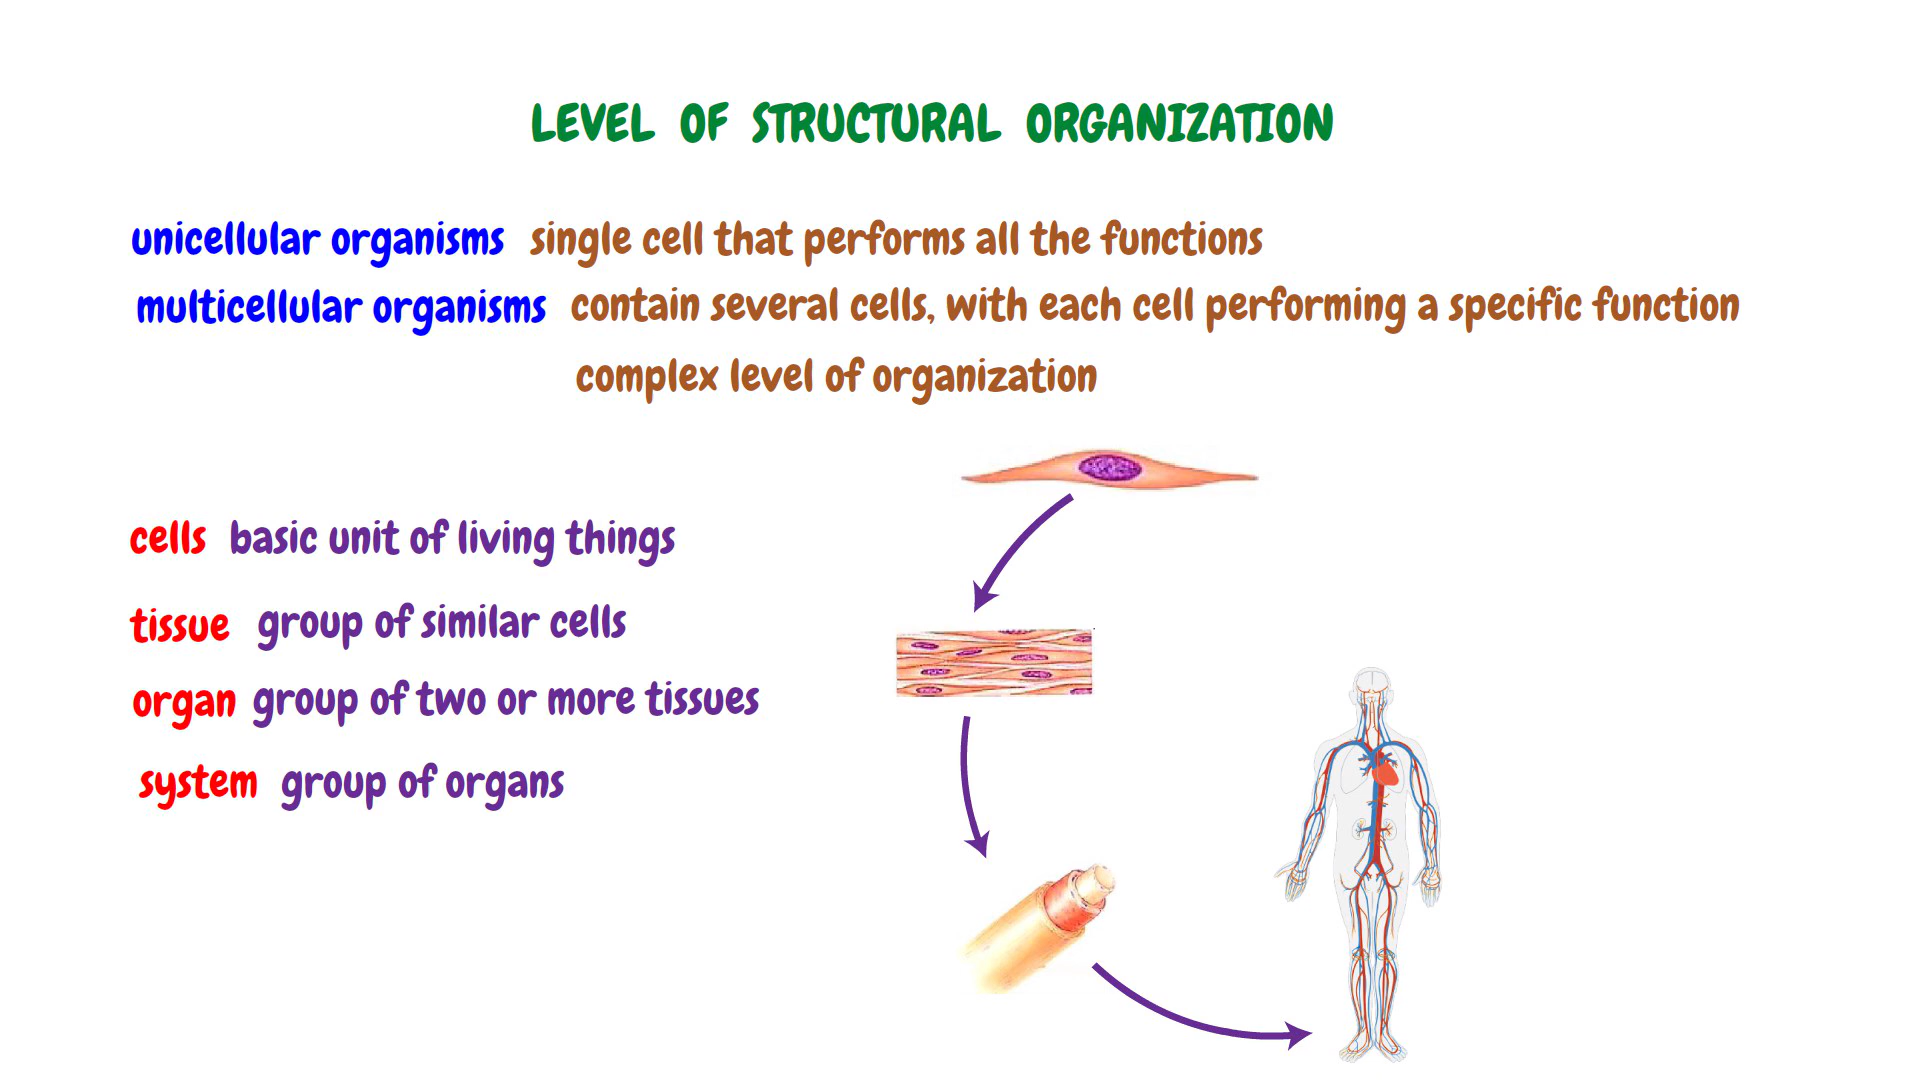 LEVEL OF STRUCTURAL ORGANIZATION
unicellular organisms single cell that performs all the functions
multicellular organisms contain several cells, with each cell performing a specific function
complex level of organization
cells basic unit of living things
tissue group of similar cells
organ group of two or more tissues
system group of organs